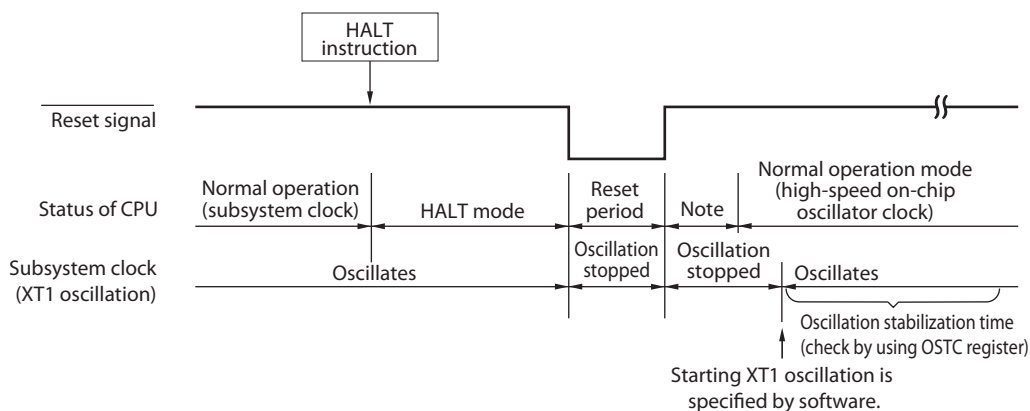 HALT
instruction
Reset signal
Status of CPU
Normal operation
(subsystem clock)
HALT mode
Reset
period
Note
Normal operation mode
(high-speed on-chip
oscillator clock)
Subsystem clock
(XT1 oscillation)
Oscillates
Oscillation
stopped
Oscillation
stopped
Oscillates
Oscillation stabilization time
(check by using OSTC register)
Starting XT1 oscillation is
specified by software.